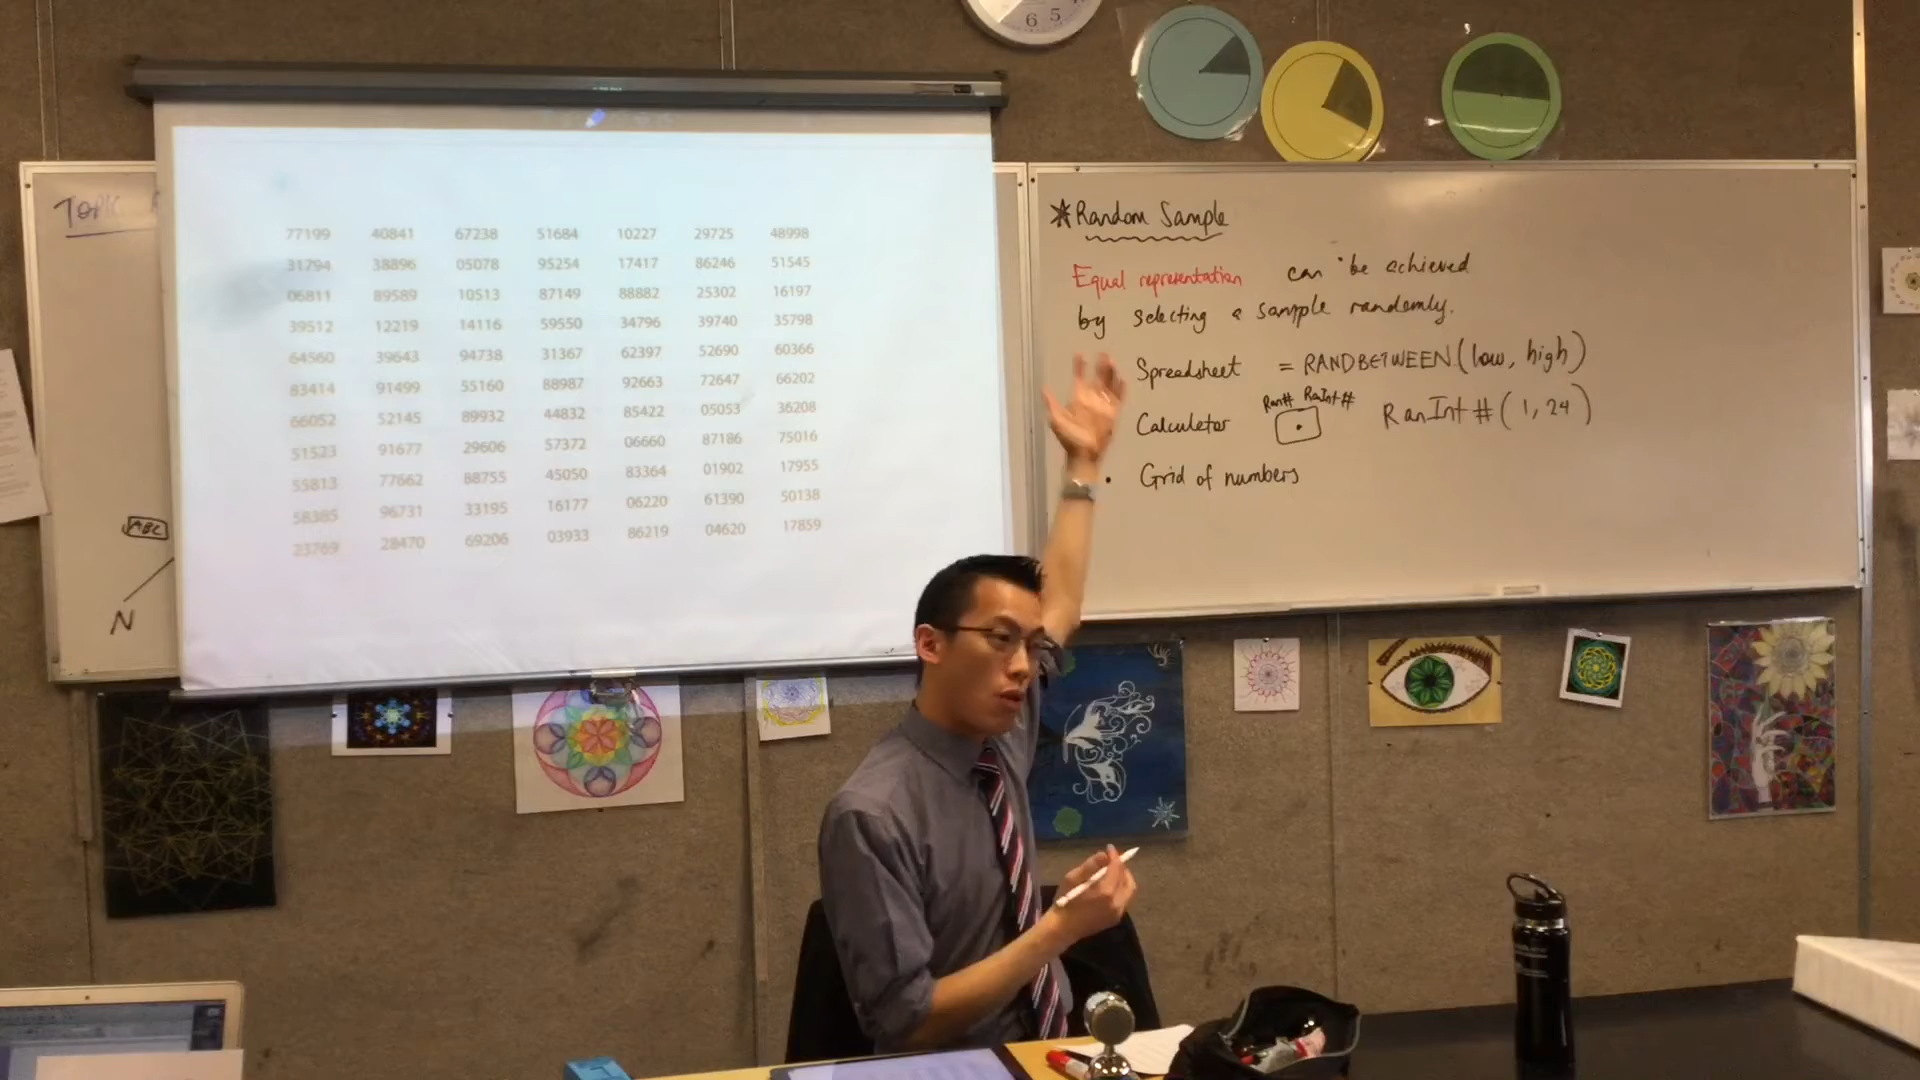 6 5
TOPIC
77199 40841 67238 51684 10227 29725 48998
31794 38896 05078 95254 17417 86246 51545
06811 89589 10513 87149 88882 25302 16197
39512 12219 14116 59550 34796 39740 35798
64560 39643 94738 31367 62397 52690 60366
83414 91499 55160 88987 92663 72647 66202
66052 52145 89932 44832 85422 05053 36208
51523 91677 29606 57372 06660 87186 75016
55813 77662 88755 45050 83364 01902 17955
58385 96731 33195 16177 06220 61390 50138
23769 28470 69206 03933 86219 04620 17859
ABC
N
*Random Sample
Equal representation can be achieved
by selecting a sample randomly.
Spreadsheet = RANDBETWEEN(low, high)
Ran# RanInt#
Calculator RanInt#(1,24)
• Grid of numbers